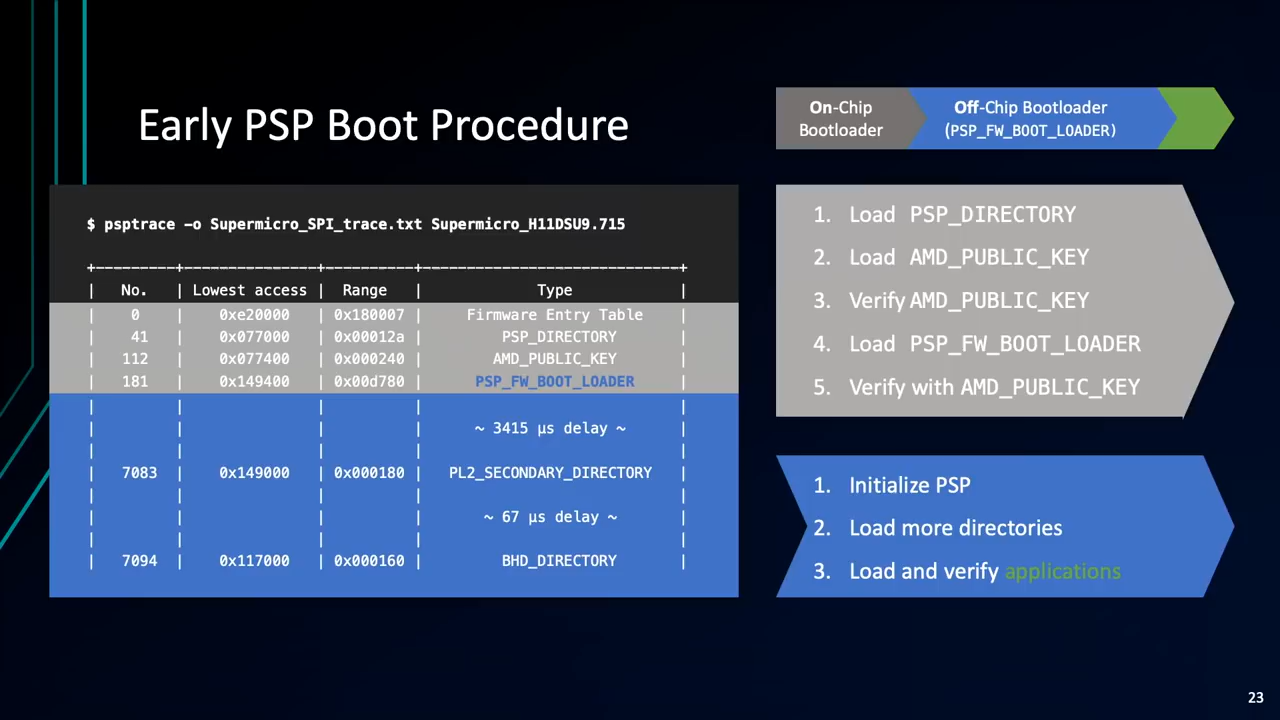 Early PSP Boot Procedure
On-Chip
Bootloader
Off-Chip Bootloader
(PSP_FW_BOOT_LOADER)
$ psptrace -o Supermicro_SPI_trace.txt Supermicro_H11DSU9.715
+---------+---------------+----------+-----------------------------+
| No. | Lowest access | Range | Type |
| 0 | 0xe20000 | 0x180007 | Firmware Entry Table |
| 41 | 0x077000 | 0x00012a | PSP_DIRECTORY |
| 112 | 0x077400 | 0x000240 | AMD_PUBLIC_KEY |
| 181 | 0x149400 | 0x00d780 | PSP_FW_BOOT_LOADER |
| | | | |
| | | | ~ 3415 µs delay ~ |
| | | | |
| 7083 | 0x149000 | 0x000180 | PL2_SECONDARY_DIRECTORY |
| | | | |
| | | | ~ 67 µs delay ~ |
| | | | |
| 7094 | 0x117000 | 0x000160 | BHD_DIRECTORY |
1. Load PSP_DIRECTORY
2. Load AMD_PUBLIC_KEY
3. Verify AMD_PUBLIC_KEY
4. Load PSP_FW_BOOT_LOADER
5. Verify with AMD_PUBLIC_KEY
1. Initialize PSP
2. Load more directories
3. Load and verify applications
23